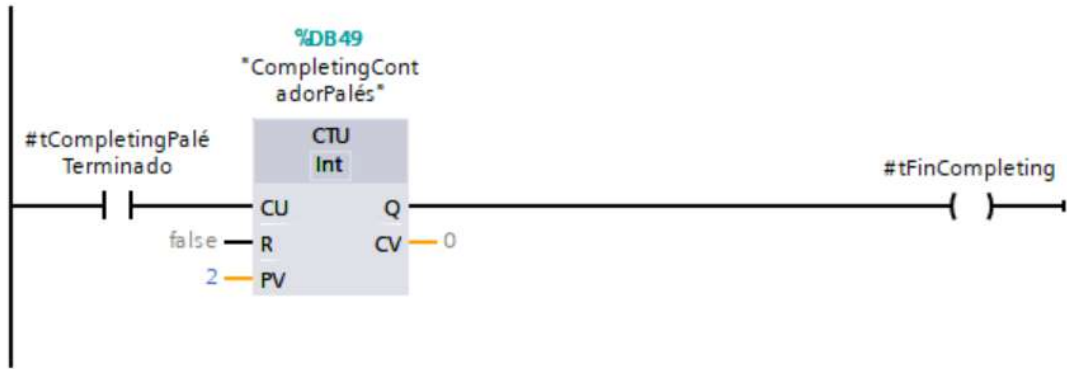 %DB49
"CompletingCont
adorPalés"
#tCompletingPalé
Terminado
CTU
Int
#tFinCompleting
CU
Q
false
R
CV
0
2
PV